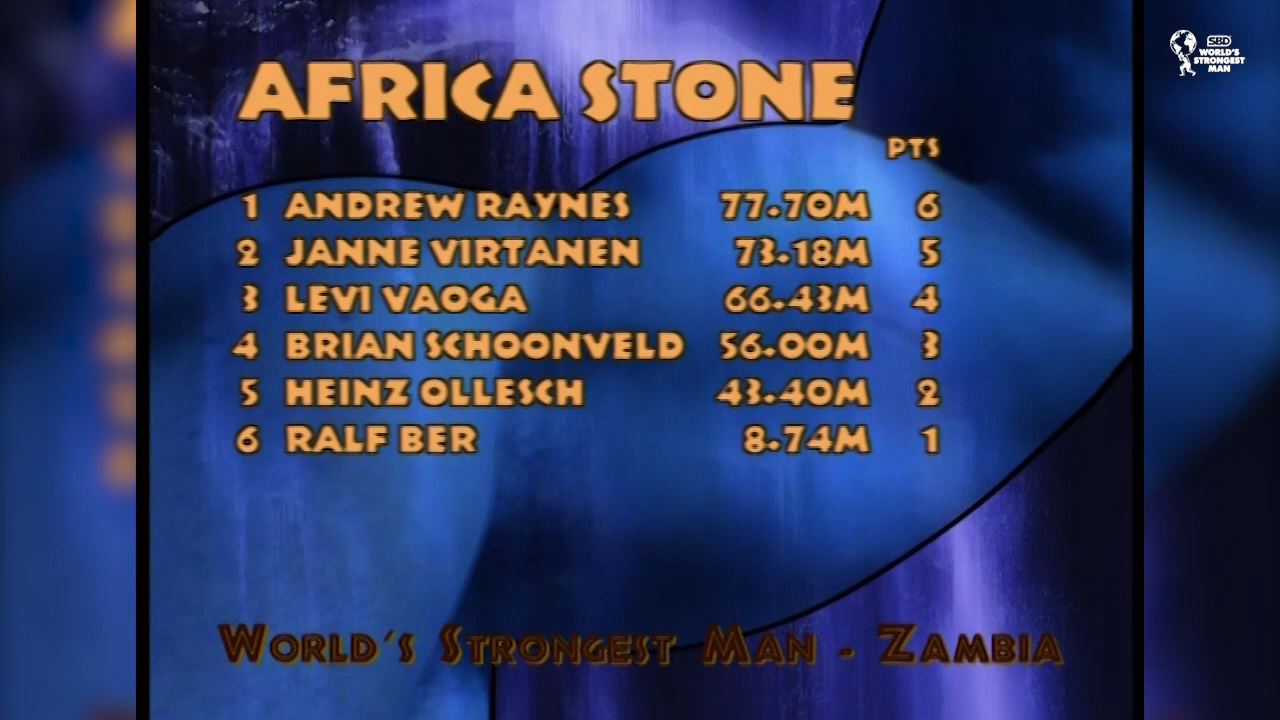 SBD
WORLD'S
STRONGEST
MAN
AFRICA STONE
PTS
1 ANDREW RAYNES 77.70M 6
2 JANNE VIRTANEN 73.18M 5
3 LEVI VAOGA 66.43M 4
4 BRIAN SCHOONVELD 56.00M 3
5 HEINZ OLLESCH 43.40M 2
6 RALF BER 8.74M 1
WORLD'S STRONGEST MAN - ZAMBIA